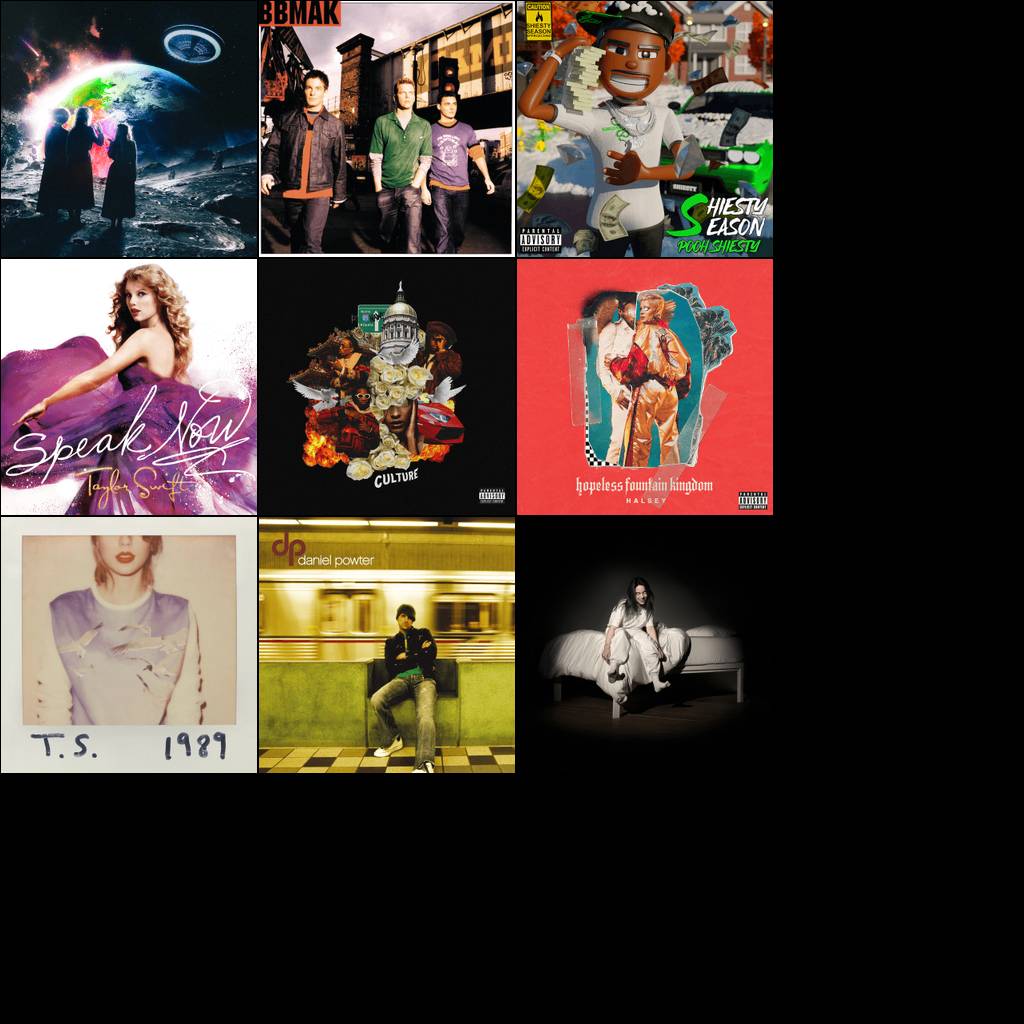 BBMAK
CAUTION
SHIESTY
SEASON
SHIESTY
SHIESTY
SEASON
POOH SHIESTY
PARENTAL
ADVISORY
EXPLICIT CONTENT
Speak Now
Taylor Swift
CULTURE
PARENTAL
ADVISORY
EXPLICIT CONTENT
hopeless fountain kingdom
HALSEY
PARENTAL
ADVISORY
EXPLICIT CONTENT
T.S. 1989
dp
daniel powter